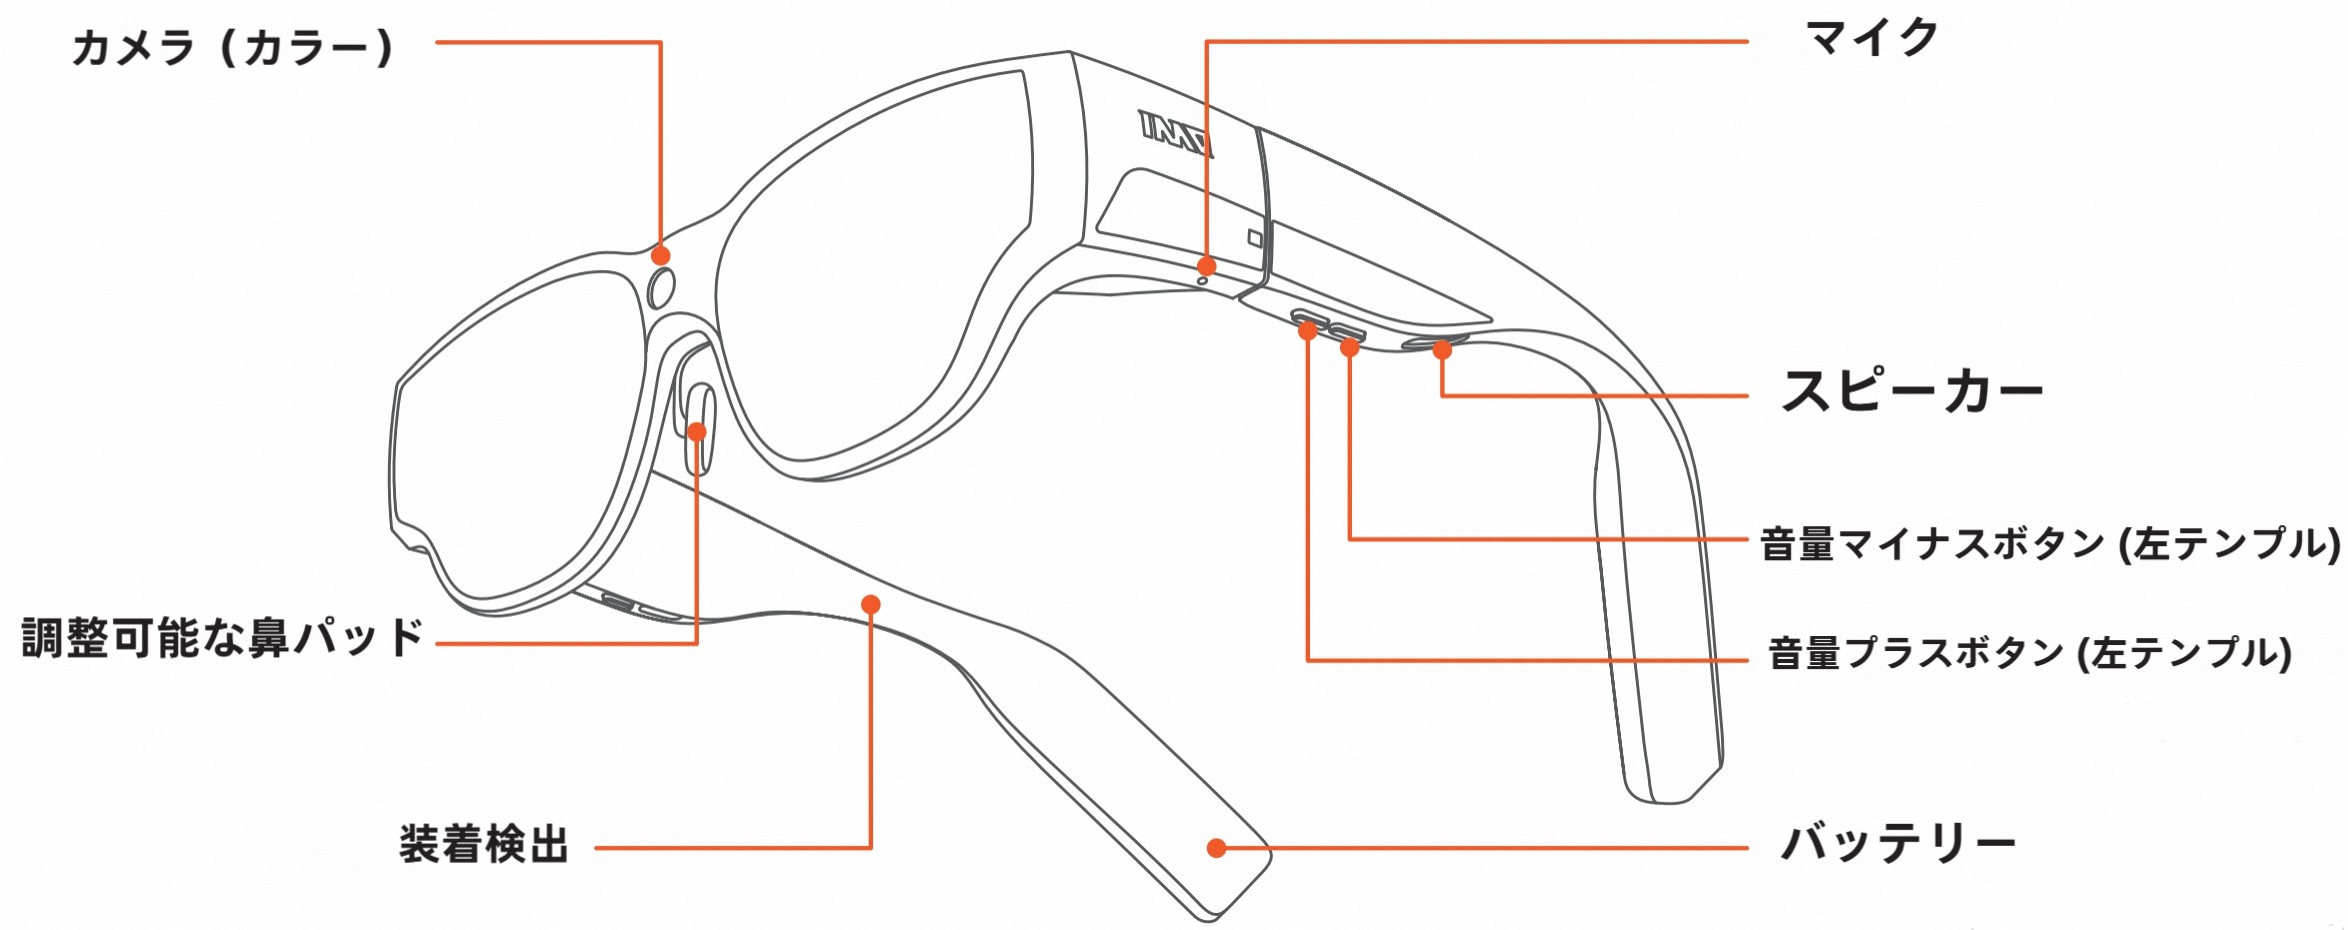 カメラ (カラー)
マイク
INMO
スピーカー
音量マイナスボタン (左テンプル)
調整可能な鼻パッド
音量プラスボタン (左テンプル)
装着検出
バッテリー